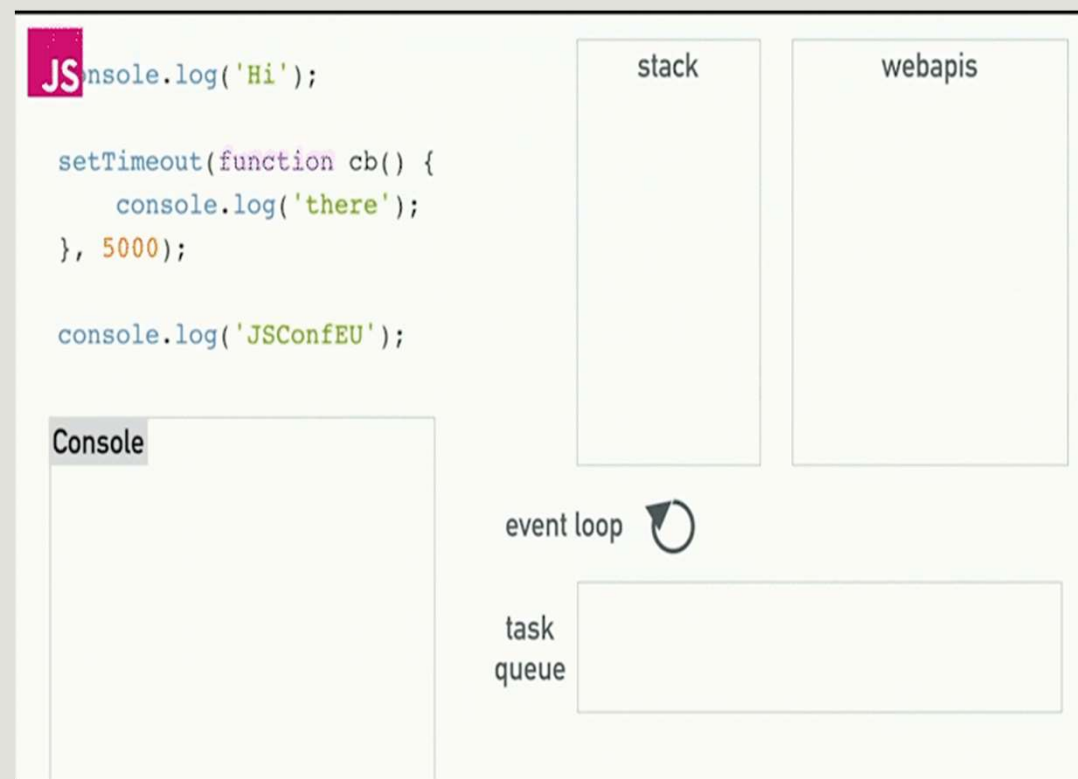 JS
nsole.log('Hi');
setTimeout(function cb() {
    console.log('there');
}, 5000);
console.log('JSConfEU');
Console
stack
webapis
event loop
task
queue